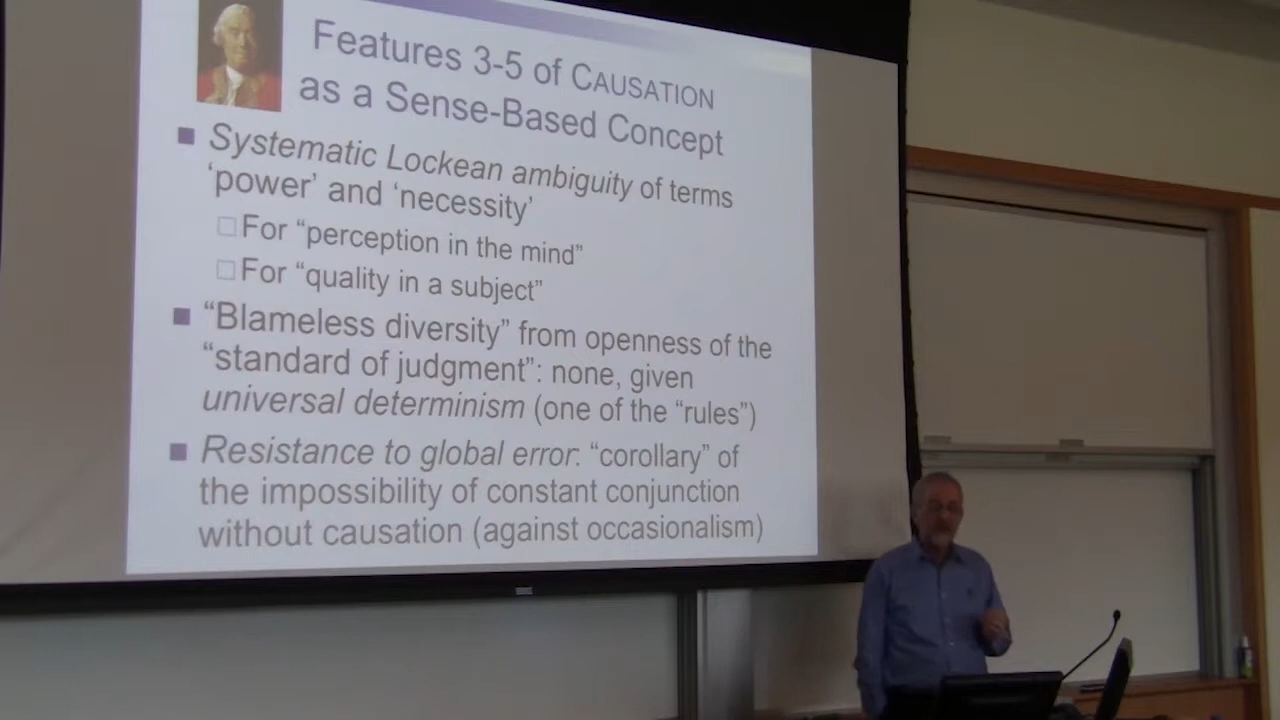 Features 3-5 of CAUSATION
as a Sense-Based Concept
Systematic Lockean ambiguity of terms
‘power’ and ‘necessity’
For “perception in the mind”
For “quality in a subject”
“Blameless diversity” from openness of the
“standard of judgment”: none, given
universal determinism (one of the “rules”)
Resistance to global error: “corollary” of
the impossibility of constant conjunction
without causation (against occasionalism)